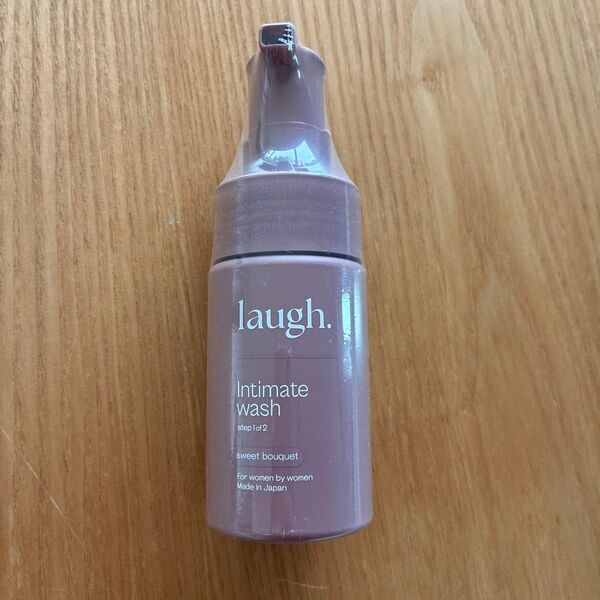 laugh.
Intimate
wash
step 1 of 2
sweet bouquet
For women by women
Made in Japan